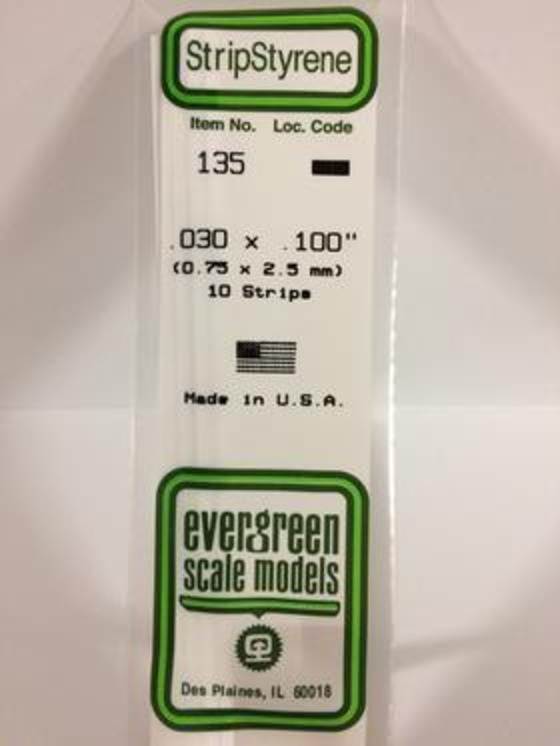 StripStyrene
Item No. Loc. Code
135
.030 x .100"
(0.75 x 2.5 mm)
10 Strips
Made in U.S.A.
evergreen
scale models
Des Plaines, IL 60018